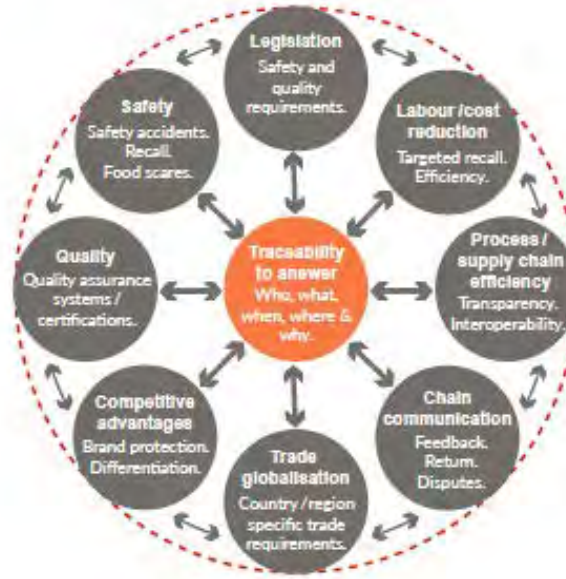 Legislation
Safety and
quality
requirements.
Labour/cost
reduction
Targeted recall.
Efficiency.
Process /
supply chain
efficiency
Transparency.
Interoperability.
Chain
communication
Feedback.
Return.
Disputes.
Trade
globalisation
Country/region
specific trade
requirements.
Competitive
advantages
Brand protection.
Differentiation.
Quality
Quality assurance
systems /
certifications.
Safety
Safety accidents.
Recall.
Food scares.
Traceability
to answer
Who, what,
when, where &
why.